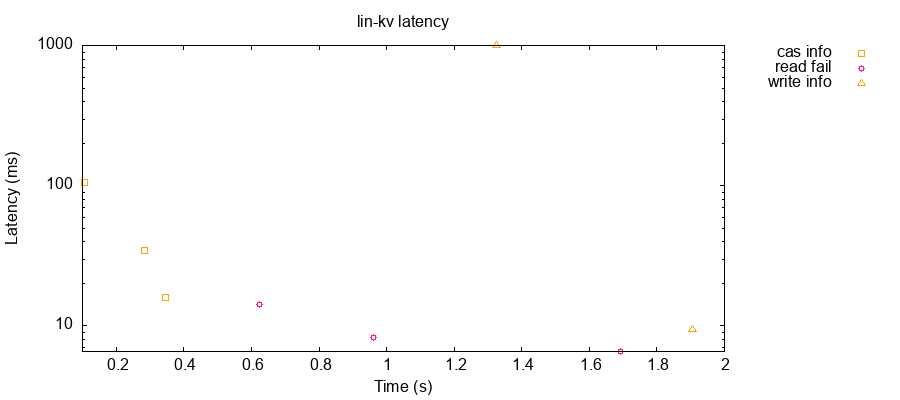 lin-kv latency
1000
100
10
Latency (ms)
cas info
read fail
write info
0.2 0.4 0.6 0.8 1 1.2 1.4 1.6 1.8 2
Time (s)